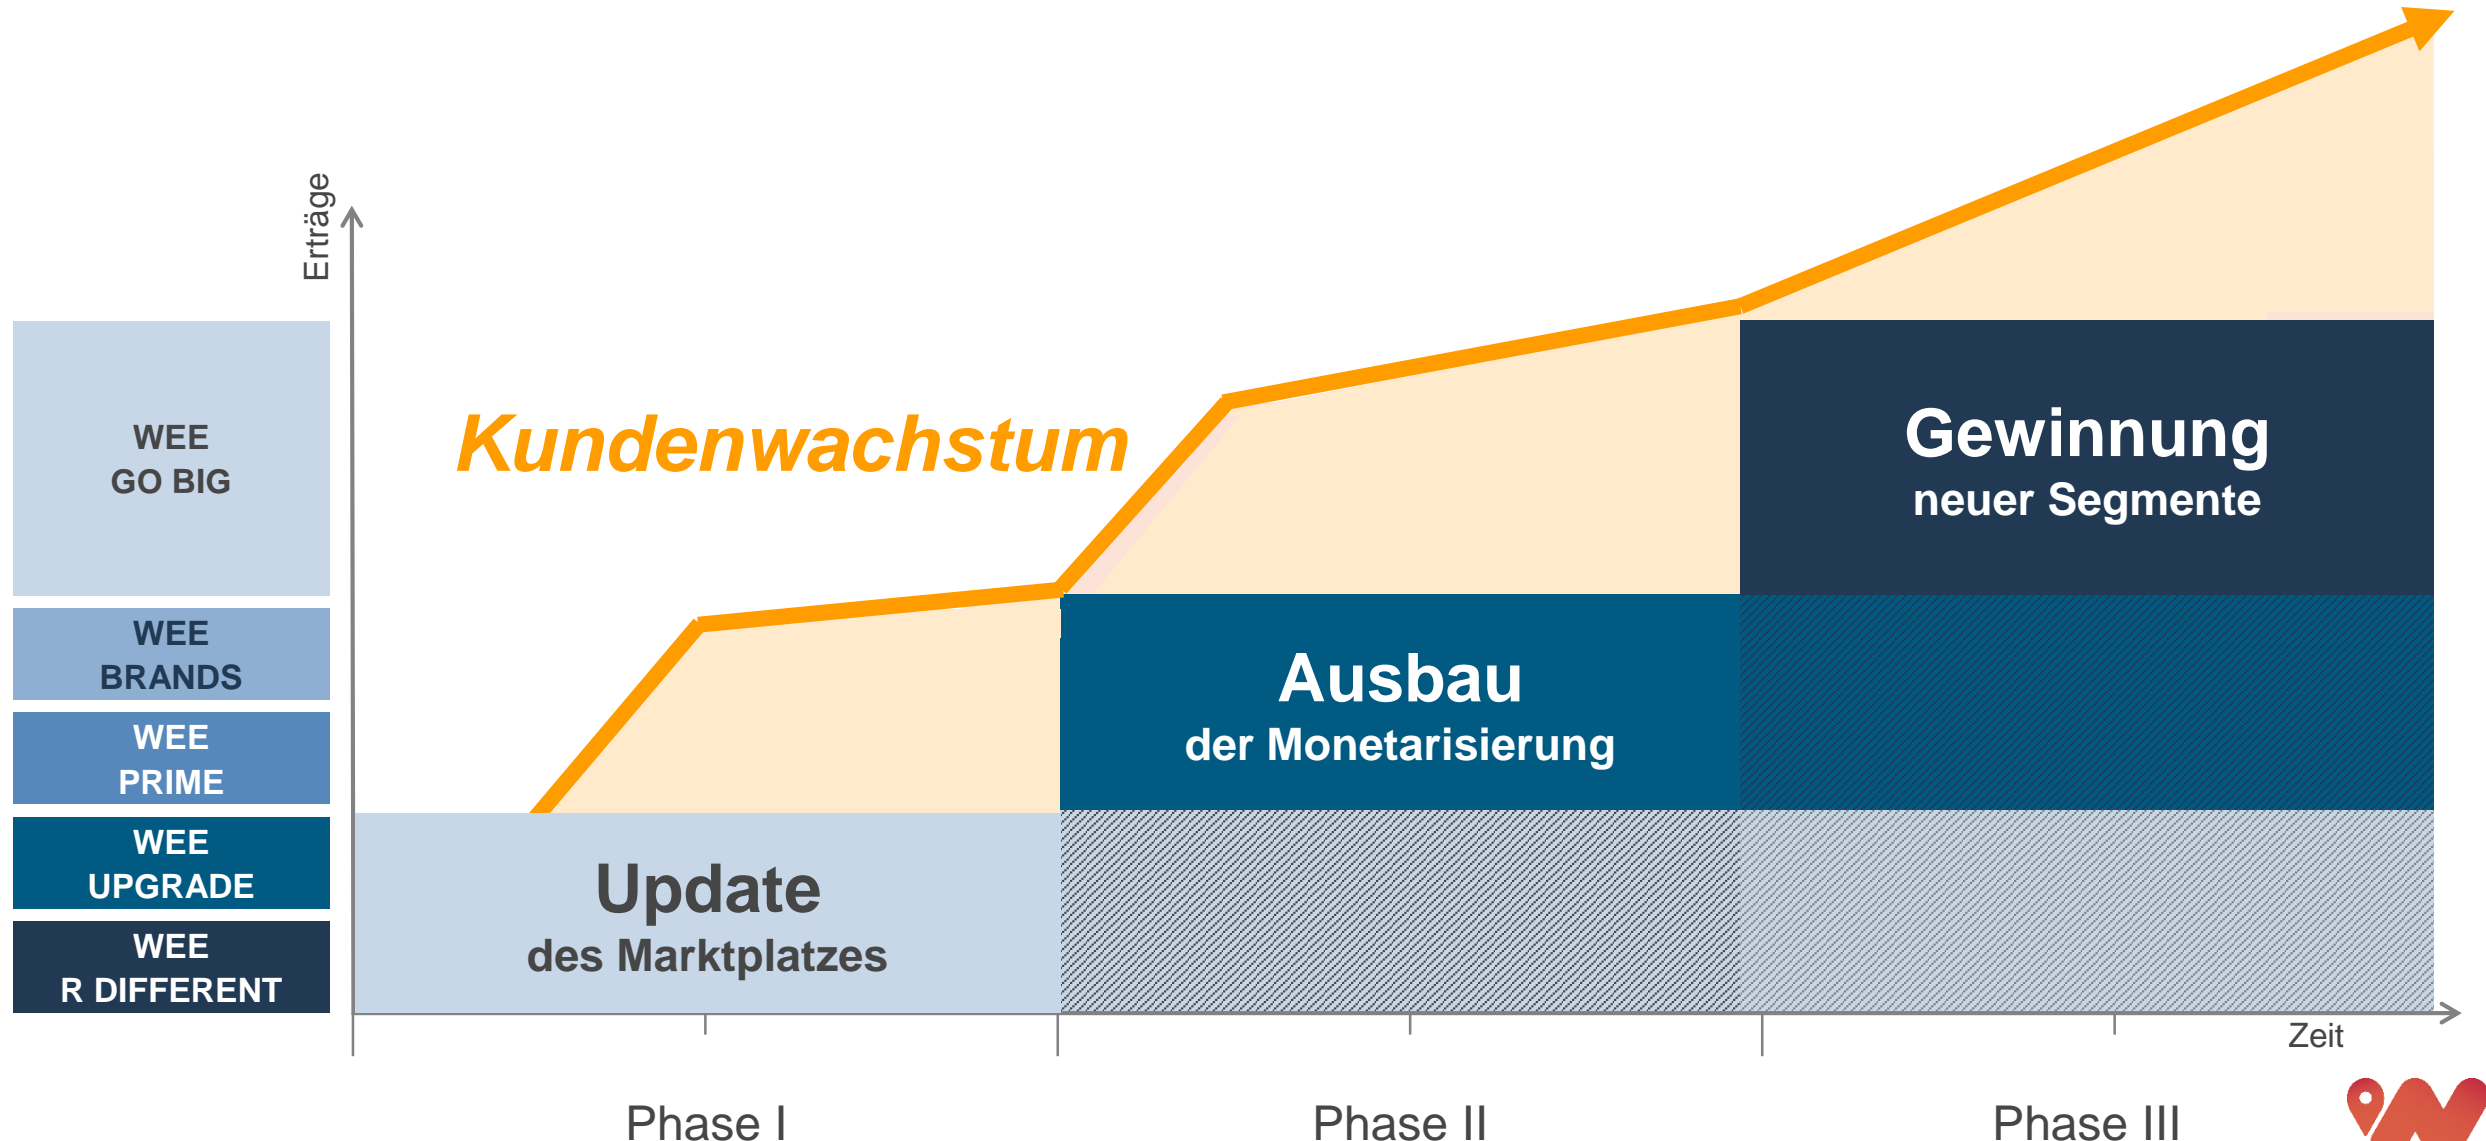 Erträge
WEE
GO BIG
WEE
BRANDS
WEE
PRIME
WEE
UPGRADE
WEE
R DIFFERENT
Kundenwachstum
Gewinnung
neuer Segmente
Ausbau
der Monetarisierung
Update
des Marktplatzes
Zeit
Phase I
Phase II
Phase III